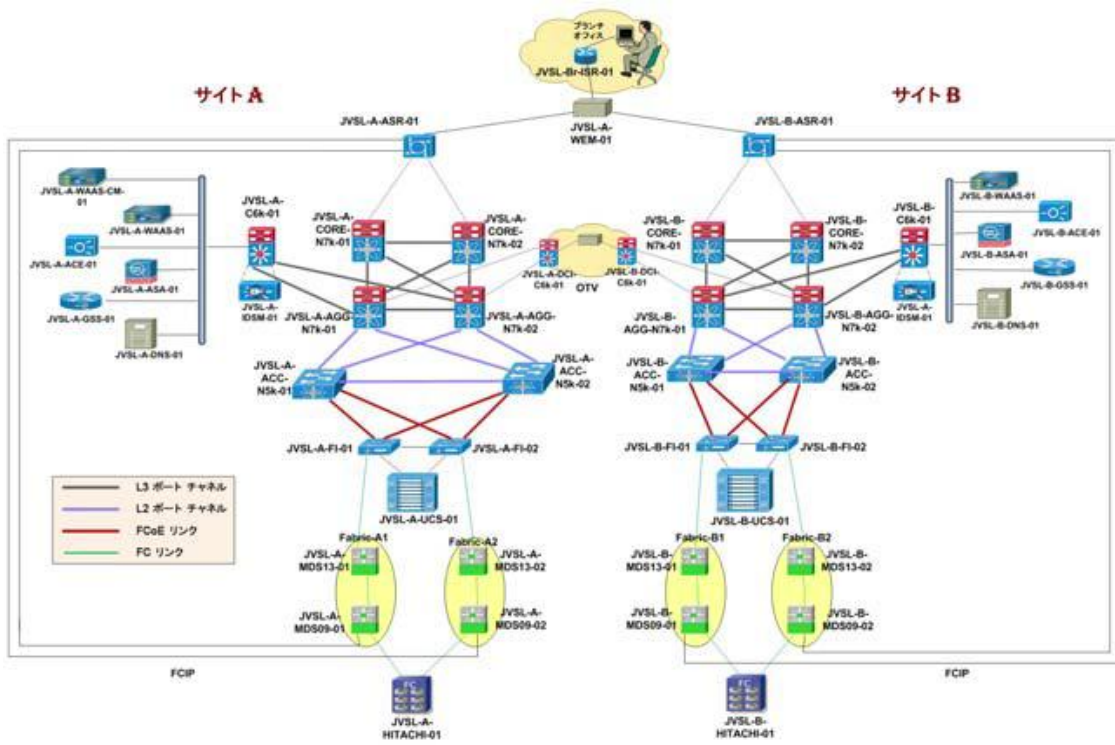 ブランチ
オフィス
JVSL-Br-ISR-01
サイト A
サイト B
JVSL-A-
WEM-01
JVSL-A-ASR-01
JVSL-B-ASR-01
JVSL-A-WAAS-CM-
01
JVSL-A-WAAS-01
JVSL-A-ACE-01
JVSL-A-ASA-01
JVSL-A-GSS-01
JVSL-A-DNS-01
JVSL-A-
C6k-01
JVSL-A-
IDSM-01
JVSL-A-
CORE-
N7k-01
JVSL-A-
CORE-
N7k-02
JVSL-A-DCI-
C6k-01
OTV
JVSL-B-DCI-
C6k-01
JVSL-B-
CORE-
N7k-01
JVSL-B-
CORE-
N7k-02
JVSL-B-
C6k-01
JVSL-A-
IDSM-01
JVSL-B-WAAS-01
JVSL-B-ACE-01
JVSL-B-ASA-01
JVSL-B-GSS-01
JVSL-B-DNS-01
JVSL-A-AGG-
N7k-01
JVSL-A-AGG-
N7k-02
JVSL-B-
AGG-N7k-01
JVSL-B-AGG-
N7k-02
JVSL-A-
ACC-
N5k-01
JVSL-A-
ACC-
N5k-02
JVSL-B-
ACC-
N5k-01
JVSL-B-
ACC-
N5k-02
JVSL-A-FI-01
JVSL-A-FI-02
JVSL-B-FI-01
JVSL-B-FI-02
JVSL-A-UCS-01
JVSL-B-UCS-01
L3 ポート チャネル
L2 ポート チャネル
FCoE リンク
FC リンク
Fabric-A1
Fabric-A2
Fabric-B1
Fabric-B2
JVSL-A-
MDS13-01
JVSL-A-
MDS13-02
JVSL-B-
MDS13-01
JVSL-B-
MDS13-02
JVSL-A-
MDS09-01
JVSL-A-
MDS09-02
JVSL-B-
MDS09-01
JVSL-B-
MDS09-02
FCIP
FCIP
FC
JVSL-A-
HITACHI-01
FC
JVSL-B-
HITACHI-01